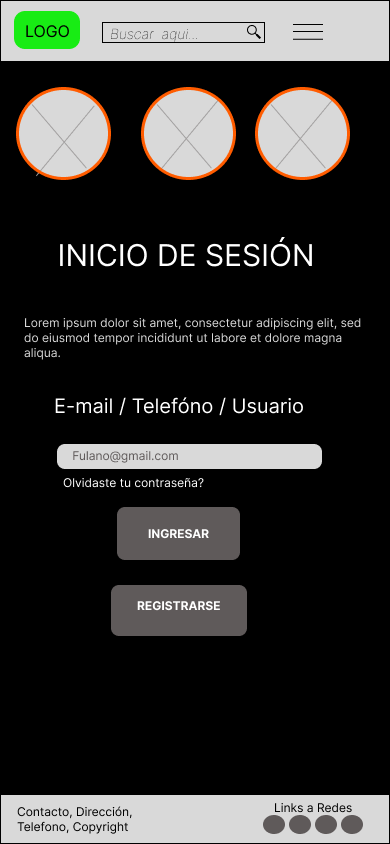 LOGO
Buscar aqui...
INICIO DE SESIÓN
Lorem ipsum dolor sit amet, consectetur adipiscing elit, sed
do eiusmod tempor incididunt ut labore et dolore magna
aliqua.
E-mail / Telefóno / Usuario
Fulano@gmail.com
Olvidaste tu contraseña?
INGRESAR
REGISTRARSE
Contacto, Dirección,
Telefono, Copyright
Links a Redes